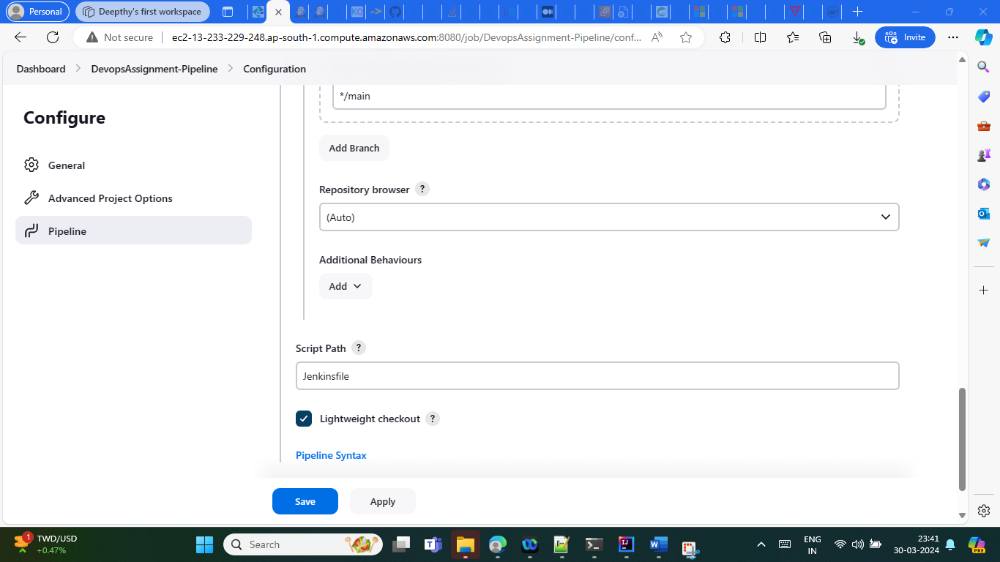 Personal
Deepthy's first workspace
Not secure
ec2-13-233-229-248.ap-south-1.compute.amazonaws.com:8080/job/DevopsAssignment-Pipeline/conf...
Invite
Dashboard
DevopsAssignment-Pipeline
Configuration
Configure
General
Advanced Project Options
Pipeline
*/main
Add Branch
Repository browser ?
(Auto)
Additional Behaviours
Add
Script Path ?
Jenkinsfile
Lightweight checkout ?
Pipeline Syntax
Save
Apply
1
TWD/USD
+0.47%
Search
ENG
IN
23:41
30-03-2024
PRE